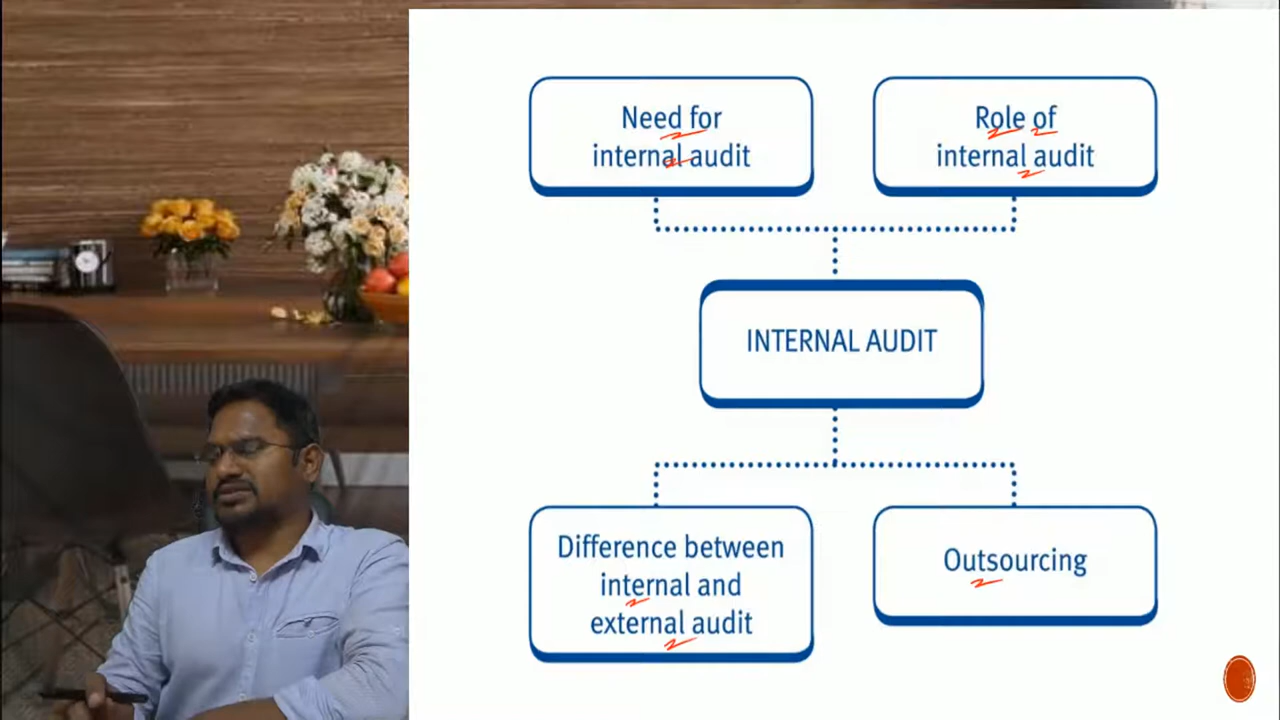 Need for
internal audit
Role of
internal audit
INTERNAL AUDIT
Difference between
internal and
external audit
Outsourcing